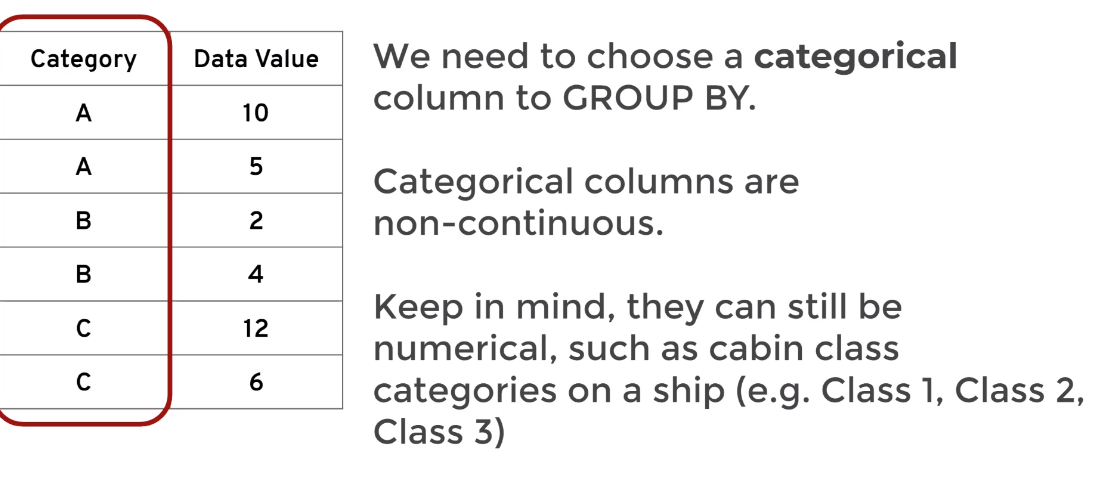 Category Data Value
A 10
A 5
B 2
B 4
C 12
C 6
We need to choose a categorical
column to GROUP BY.
Categorical columns are
non-continuous.
Keep in mind, they can still be
numerical, such as cabin class
categories on a ship (e.g. Class 1, Class 2,
Class 3)